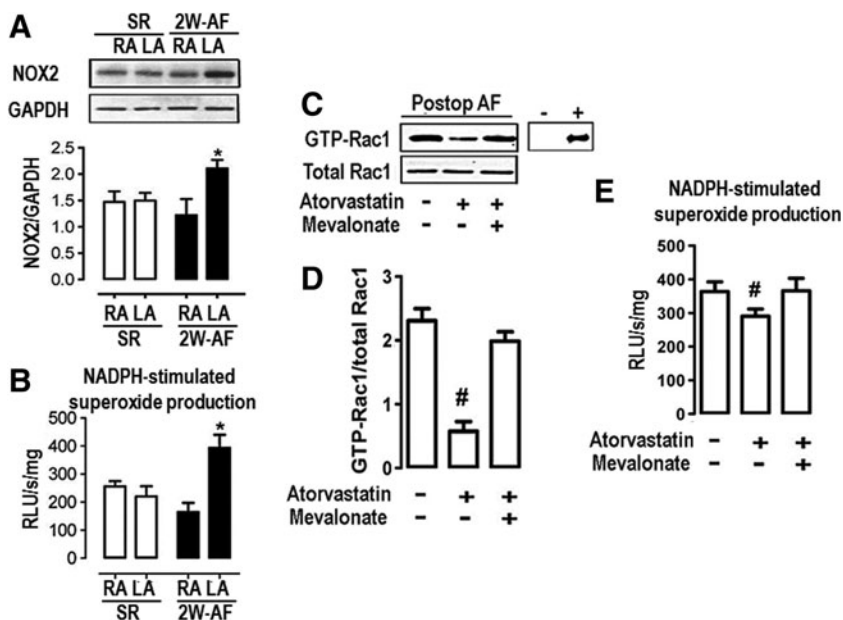 A
SR 2W-AF
RA LA RA LA
NOX2
GAPDH
NOX2/GAPDH
2.5
2.0
1.5
1.0
0.5
0.0
*
RA LA RA LA
SR 2W-AF
B
NADPH-stimulated
superoxide production
RLU/s/mg
500
400
300
200
100
0
*
RA LA RA LA
SR 2W-AF
C
Postop AF
- +
GTP-Rac1
Total Rac1
Atorvastatin - + +
Mevalonate - - +
D
GTP-Rac1/total Rac1
3
2
1
0
#
Atorvastatin - + +
Mevalonate - - +
E
NADPH-stimulated
superoxide production
RLU/s/mg
500
400
300
200
100
0
#
Atorvastatin - + +
Mevalonate - - +